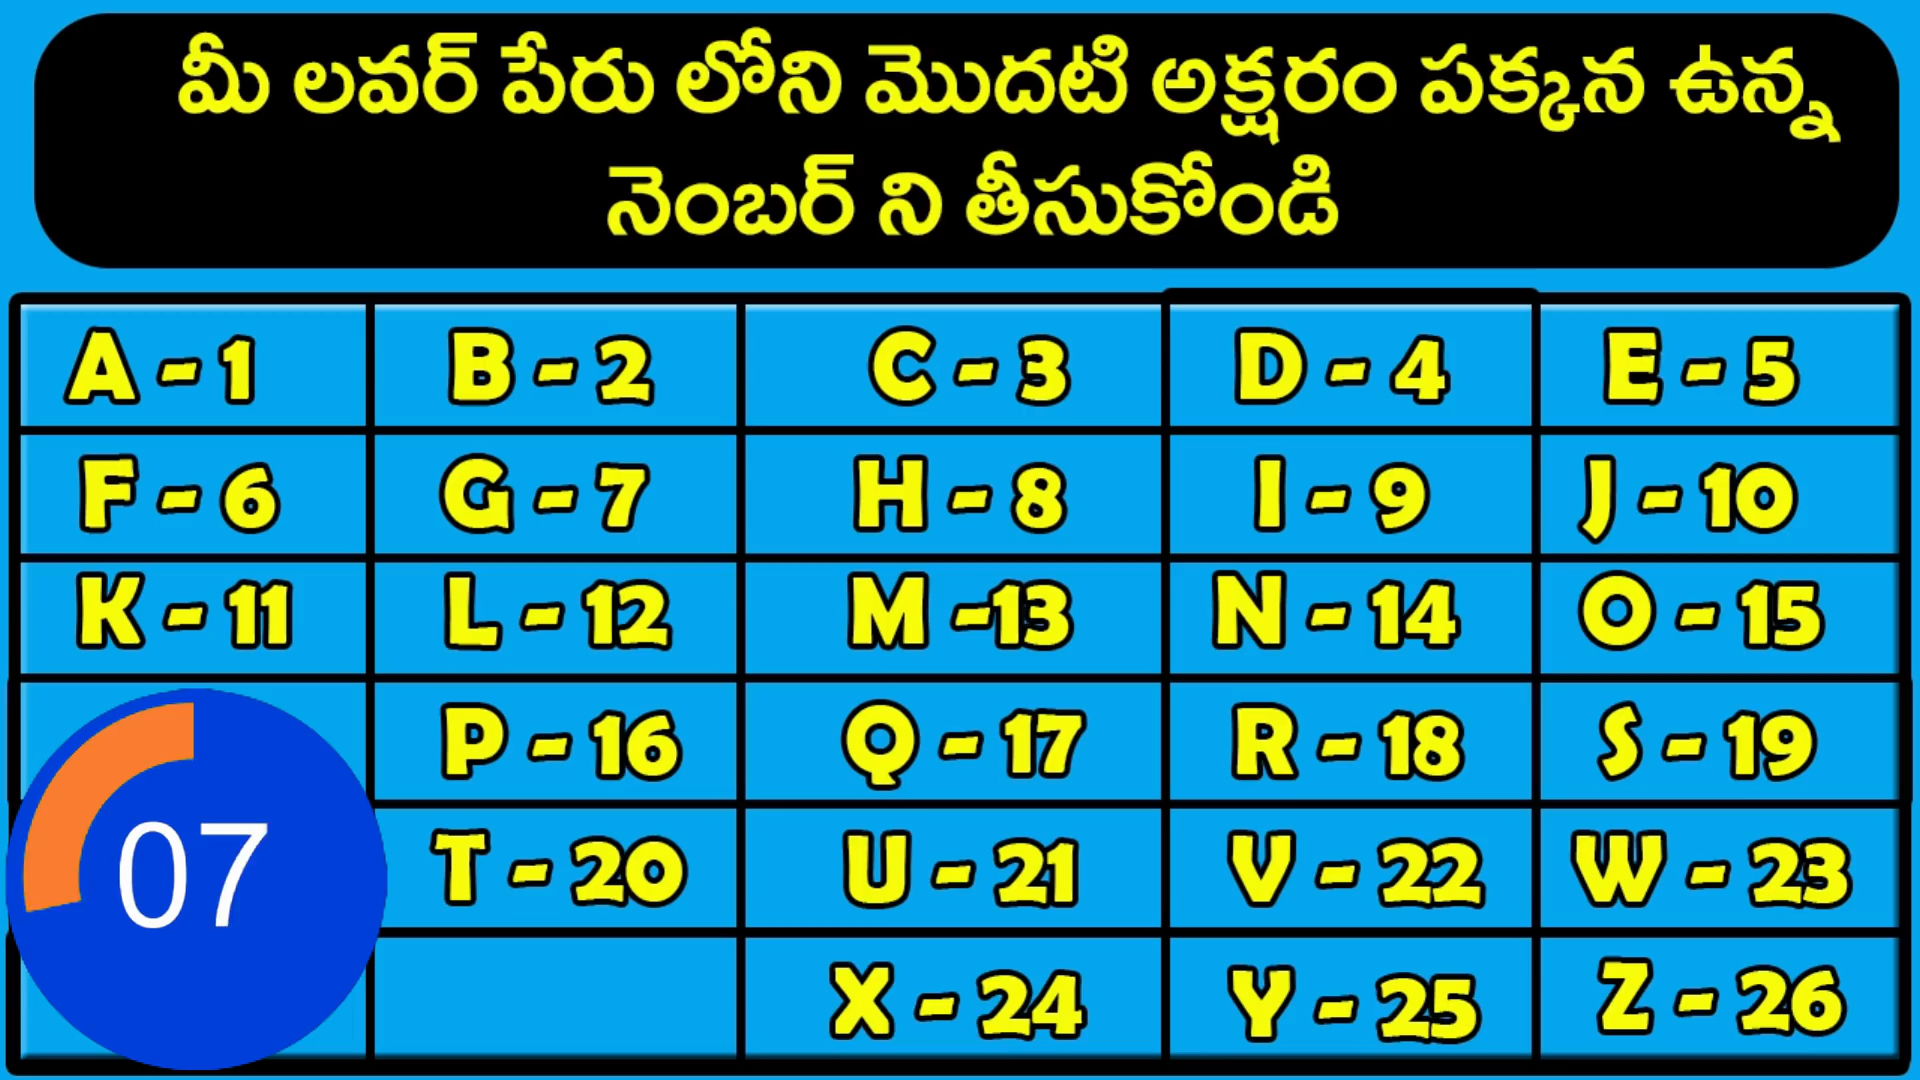 మీ లవర్ పేరు లోని మొదటి అక్షరం పక్కన ఉన్న
నెంబర్ ని తీసుకోండి
A - 1 B - 2 C - 3 D - 4 E - 5
F - 6 G - 7 H - 8 I - 9 J - 10
K - 11 L - 12 M -13 N - 14 O - 15
P - 16 Q - 17 R - 18 S - 19
07 T - 20 U - 21 V - 22 W - 23
X - 24 Y - 25 Z - 26